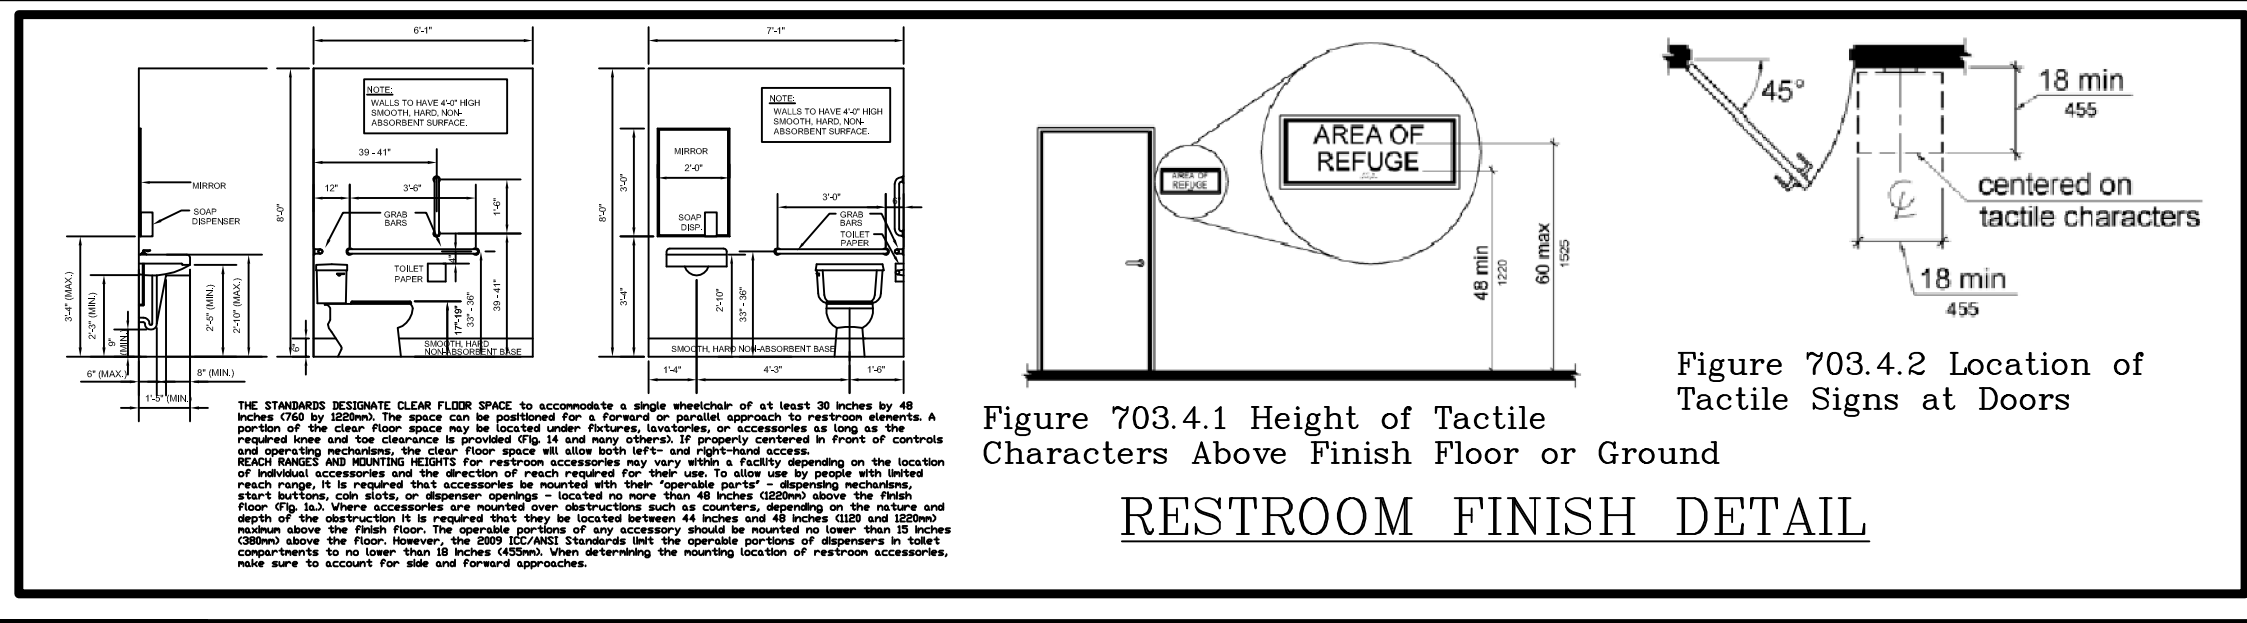 6'-1"
NOTE:
WALLS TO HAVE 4'-0" HIGH
SMOOTH, HARD, NON-
ABSORBENT SURFACE.
39 - 41"
12"
3'-6"
1'-6"
GRAB
BARS
8'-0"
MIRROR
SOAP
DISPENSER
TOILET
PAPER
4"
3'-4" (MAX.)
2'-3" (MIN.)
9"
(MIN.)
2'-5" (MIN.)
2'-10" (MAX.)
17"-19"
33" - 36"
39 - 41"
6"
SMOOTH, HARD
NON-ABSORBENT BASE
6" (MAX.)
8" (MIN.)
1'-5" (MIN.)
7'-1"
NOTE:
WALLS TO HAVE 4'-0" HIGH
SMOOTH, HARD, NON-
ABSORBENT SURFACE.
MIRROR
2'-0"
3'-0"
8'-0"
3'-0"
6"
SOAP
DISP.
GRAB
BARS
TOILET
PAPER
3'-4"
2'-10"
33" - 36"
SMOOTH, HARD NON-ABSORBENT BASE
1'-4"
4'-3"
1'-6"
THE STANDARDS DESIGNATE CLEAR FLOOR SPACE to accommodate a single wheelchair of at least 30 inches by 48
inches (760 by 1220mm). The space can be positioned for a forward or parallel approach to restroom elements. A
portion of the clear floor space may be located under fixtures, lavatories, or accessories as long as the
required knee and toe clearance is provided (Fig. 14 and many others). If properly centered in front of controls
and operating mechanisms, the clear floor space will allow both left- and right-hand access.
REACH RANGES AND MOUNTING HEIGHTS for restroom accessories may vary within a facility depending on the location
of individual accessories and the direction of reach required for their use. To allow use by people with limited
reach range, it is required that accessories be mounted with their "operable parts" - dispensing mechanisms,
start buttons, coin slots, or dispenser openings - located no more than 48 inches (1220mm) above the finish
floor (Fig. 1a.). Where accessories are mounted over obstructions such as counters, depending on the nature and
depth of the obstruction it is required that they be located between 44 inches and 48 inches (1120 and 1220mm)
maximum above the finish floor. The operable portions of any accessory should be mounted no lower than 15 inches
(380mm) above the floor. However, the 2009 ICC/ANSI Standards limit the operable portions of dispensers in toilet
compartments to no lower than 18 inches (455mm). When determining the mounting location of restroom accessories,
make sure to account for side and forward approaches.
AREA OF
REFUGE
AREA OF
REFUGE
48 min
1220
60 max
1525
Figure 703.4.1 Height of Tactile
Characters Above Finish Floor or Ground
45°
18 min
455
centered on
tactile characters
18 min
455
Figure 703.4.2 Location of
Tactile Signs at Doors
RESTROOM FINISH DETAIL